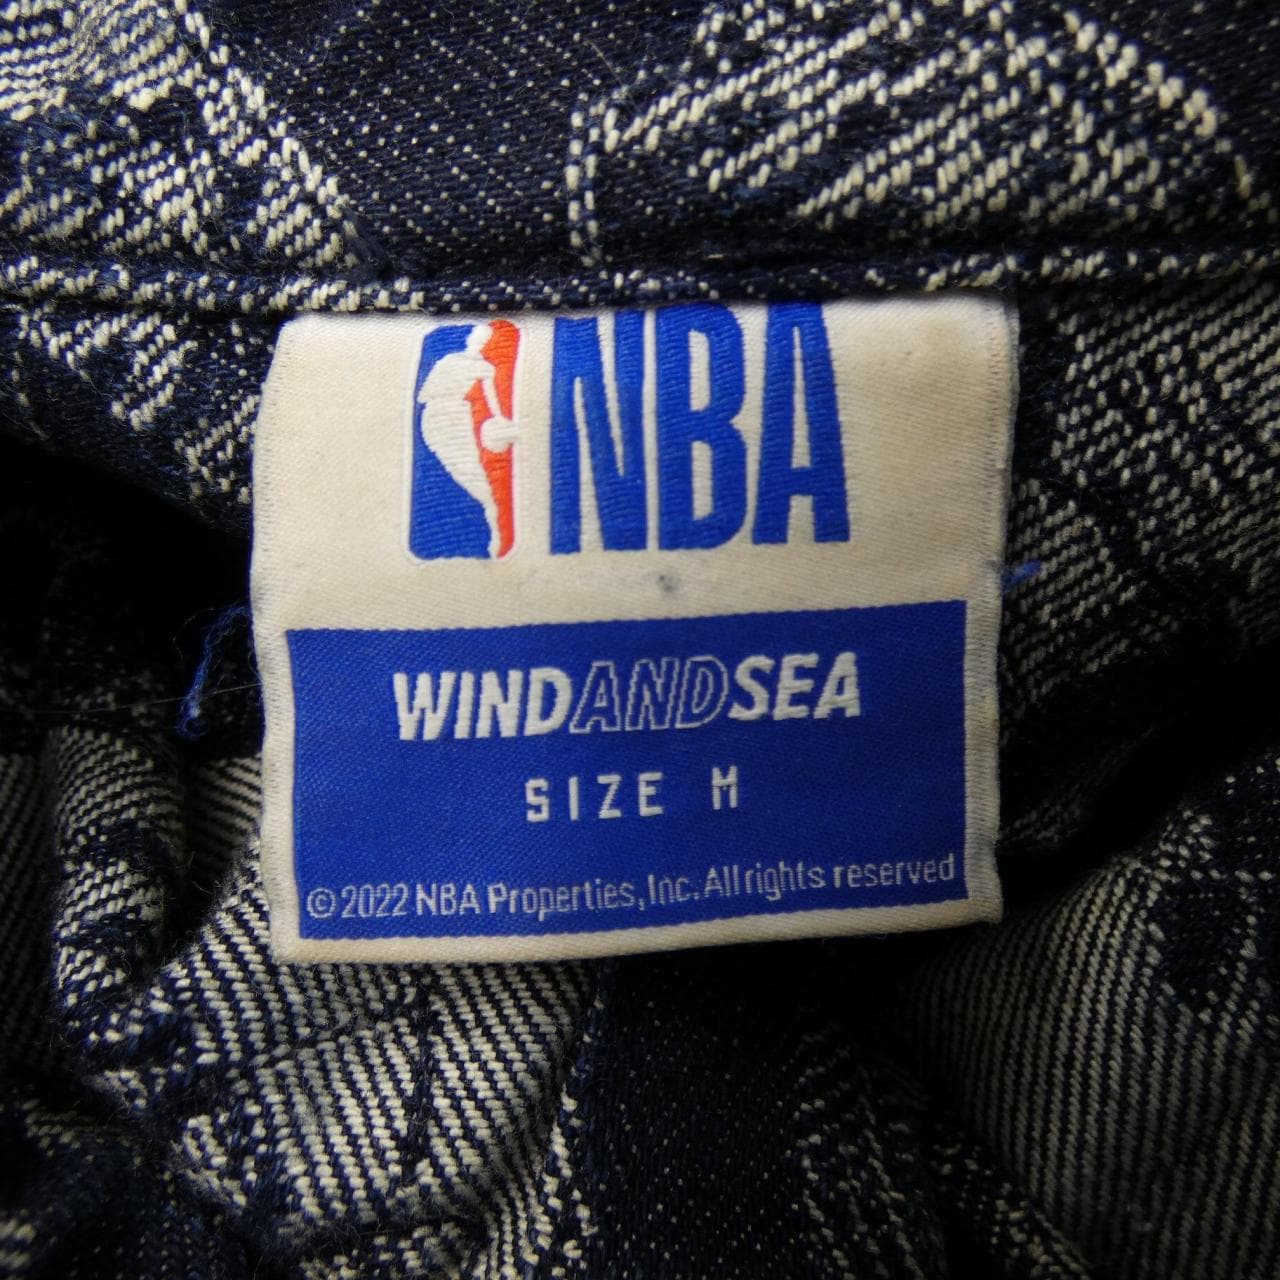 NBA
WINDANDSEA
SIZE M
© 2022 NBA Properties, Inc. All rights reserved